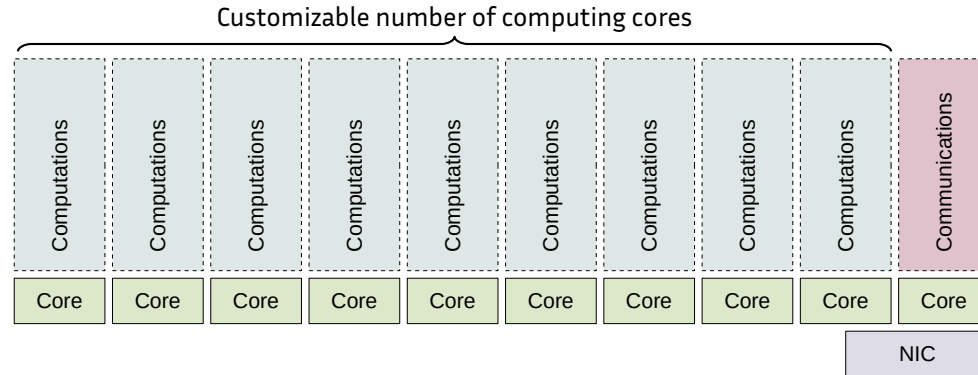 Customizable number of computing cores
Computations
Computations
Computations
Computations
Computations
Computations
Computations
Computations
Computations
Communications
Core Core Core Core Core Core Core Core Core Core
NIC